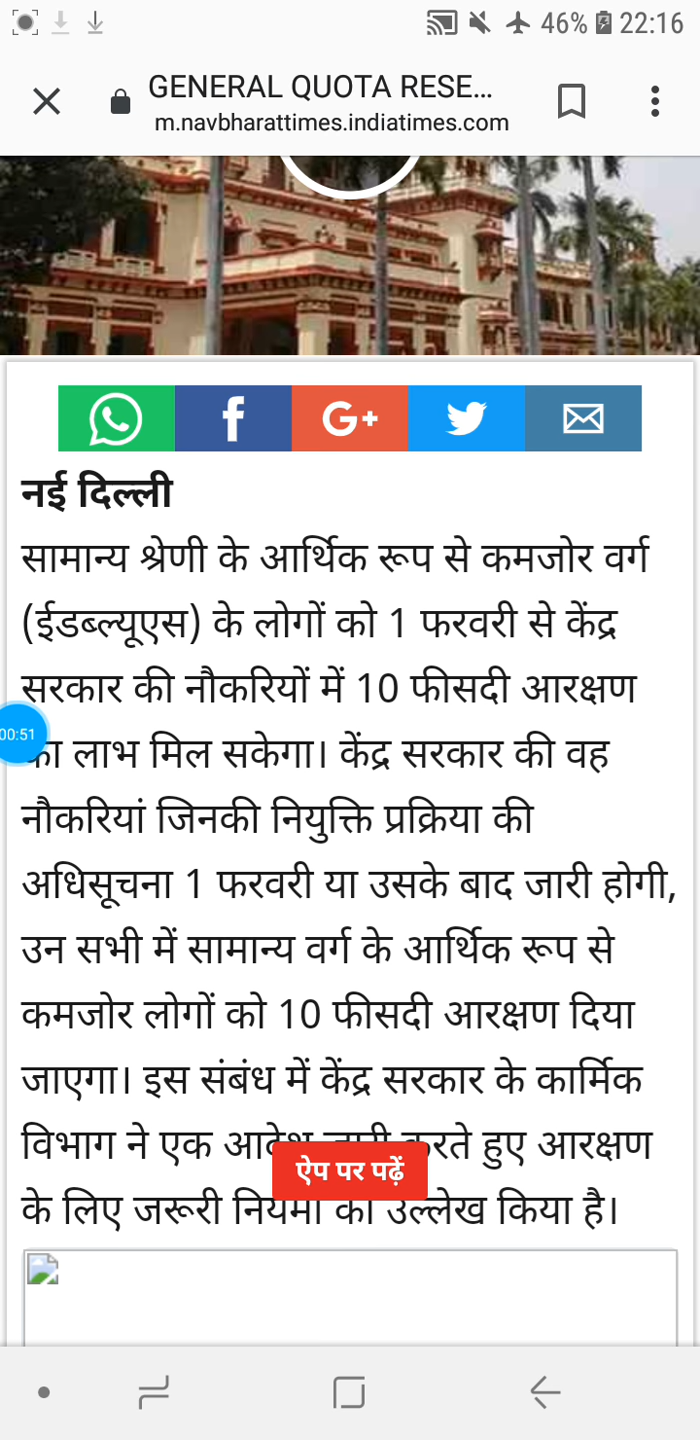 46% 22:16
GENERAL QUOTA RESE...
m.navbharattimes.indiatimes.com
G+
नई दिल्ली
सामान्य श्रेणी के आर्थिक रूप से कमजोर वर्ग
(ईडब्ल्यूएस) के लोगों को 1 फरवरी से केंद्र
सरकार की नौकरियों में 10 फीसदी आरक्षण
00:51
का लाभ मिल सकेगा। केंद्र सरकार की वह
नौकरियां जिनकी नियुक्ति प्रक्रिया की
अधिसूचना 1 फरवरी या उसके बाद जारी होगी,
उन सभी में सामान्य वर्ग के आर्थिक रूप से
कमजोर लोगों को 10 फीसदी आरक्षण दिया
जाएगा। इस संबंध में केंद्र सरकार के कार्मिक
विभाग ने एक आदेश जारी करते हुए आरक्षण
ऐप पर पढ़ें
के लिए जरूरी नियमों का उल्लेख किया है।